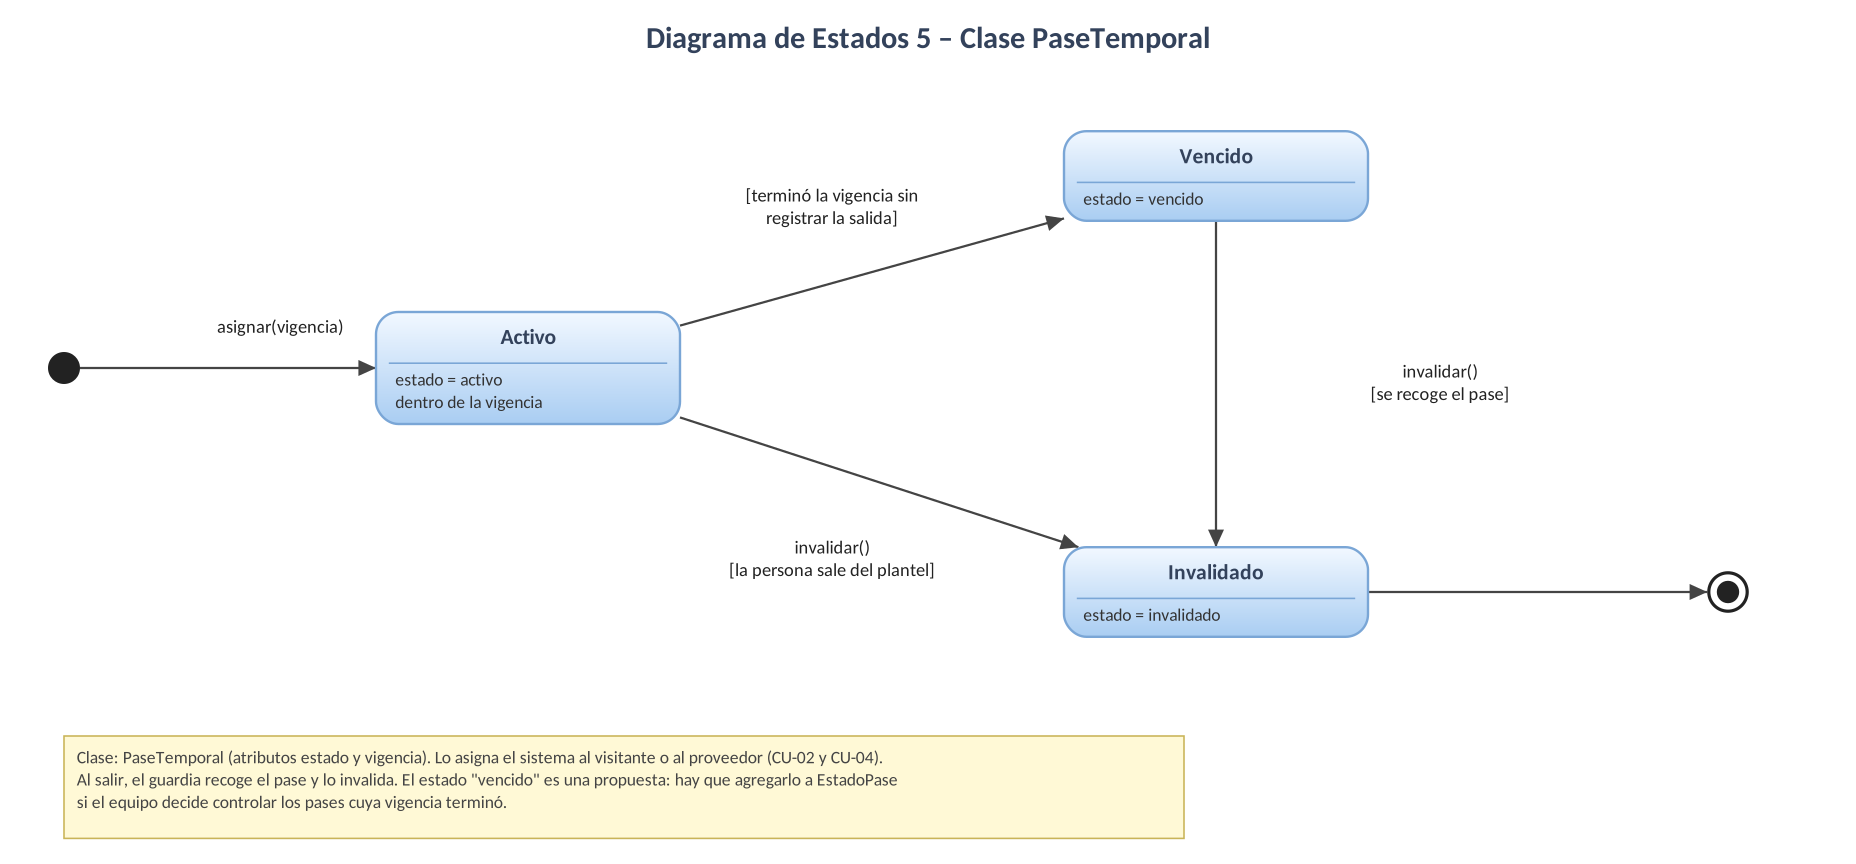 Diagrama de Estados 5 – Clase PaseTemporal
Vencido
estado = vencido
[terminó la vigencia sin
registrar la salida]
asignar(vigencia)
Activo
estado = activo
dentro de la vigencia
invalidar()
[se recoge el pase]
invalidar()
[la persona sale del plantel]
Invalidado
estado = invalidado
Clase: PaseTemporal (atributos estado y vigencia). Lo asigna el sistema al visitante o al proveedor (CU-02 y CU-04).
Al salir, el guardia recoge el pase y lo invalida. El estado "vencido" es una propuesta: hay que agregarlo a EstadoPase
si el equipo decide controlar los pases cuya vigencia terminó.